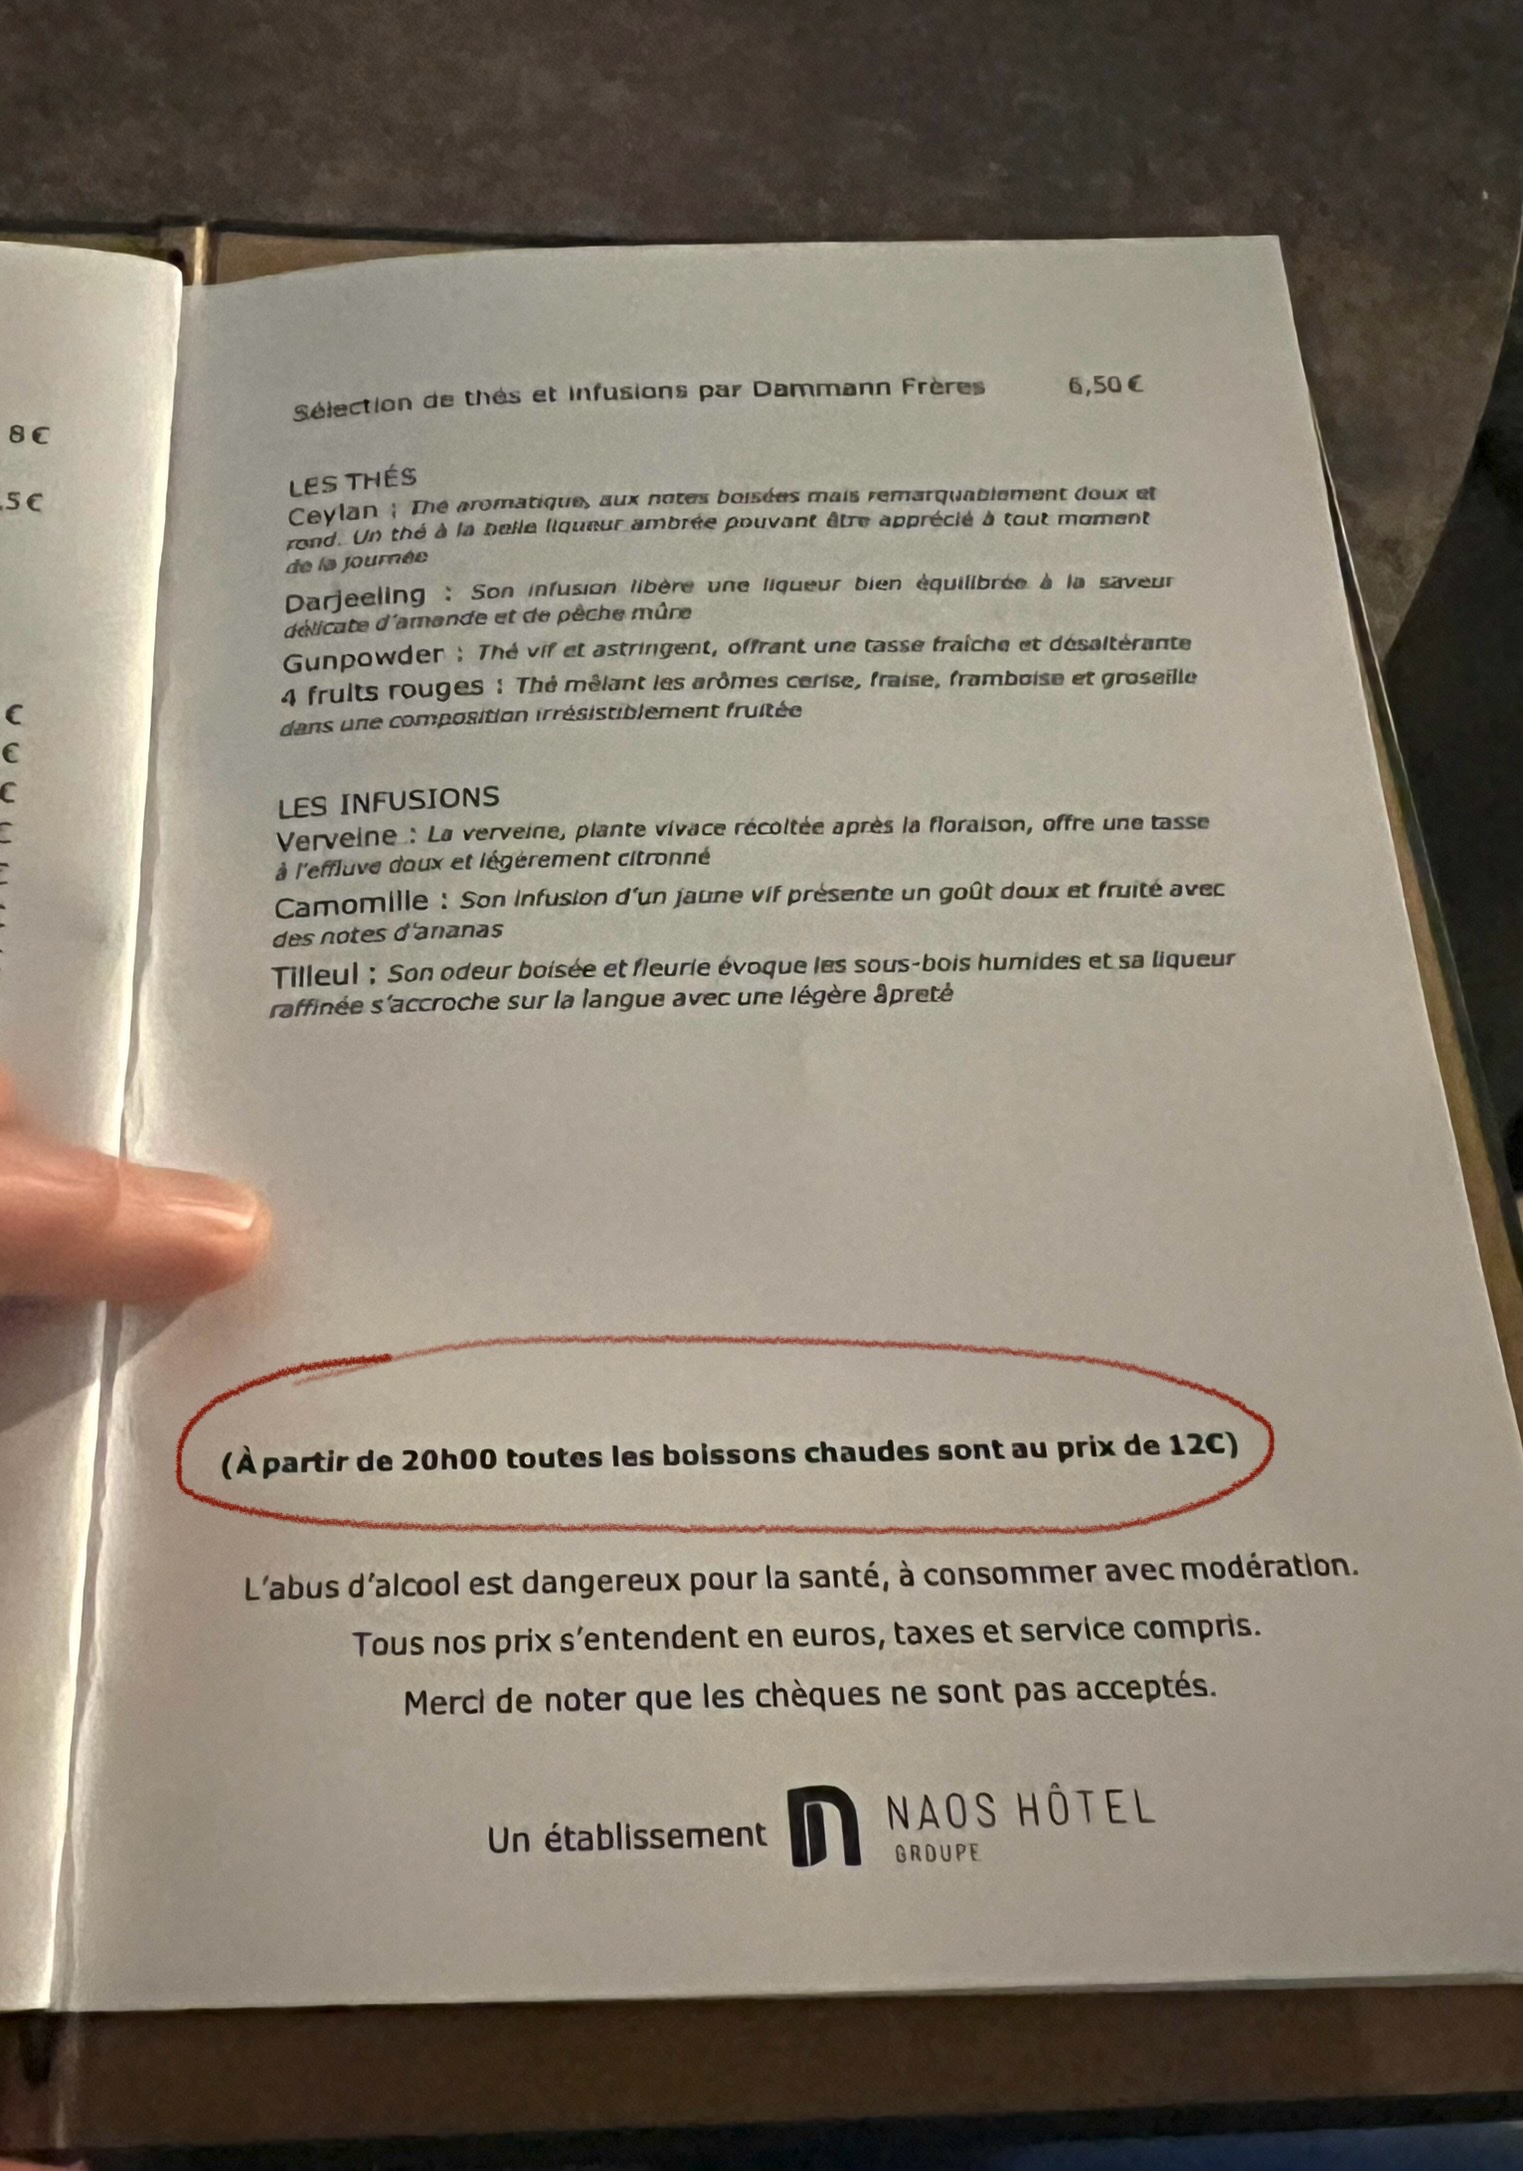 8 €
.5 €
€
€
€
Sélection de thés et infusions par Dammann Frères 6,50 €
LES THÉS
Ceylan : Thé aromatique, aux notes boisées mais remarquablement doux et
rond. Un thé à la belle liqueur ambrée pouvant être apprécié à tout moment
de la journée
Darjeeling : Son infusion libère une liqueur bien équilibrée à la saveur
délicate d'amande et de pêche mûre
Gunpowder : Thé vif et astringent, offrant une tasse fraîche et désaltérante
4 fruits rouges : Thé mêlant les arômes cerise, fraise, framboise et groseille
dans une composition irrésistiblement fruitée
LES INFUSIONS
Verveine : La verveine, plante vivace récoltée après la floraison, offre une tasse
à l'effluve doux et légèrement citronné
Camomille : Son infusion d'un jaune vif présente un goût doux et fruité avec
des notes d'ananas
Tilleul : Son odeur boisée et fleurie évoque les sous-bois humides et sa liqueur
raffinée s'accroche sur la langue avec une légère âpreté
(À partir de 20h00 toutes les boissons chaudes sont au prix de 12€)
L'abus d'alcool est dangereux pour la santé, à consommer avec modération.
Tous nos prix s'entendent en euros, taxes et service compris.
Merci de noter que les chèques ne sont pas acceptés.
Un établissement n NAOS HÔTEL
GROUPE